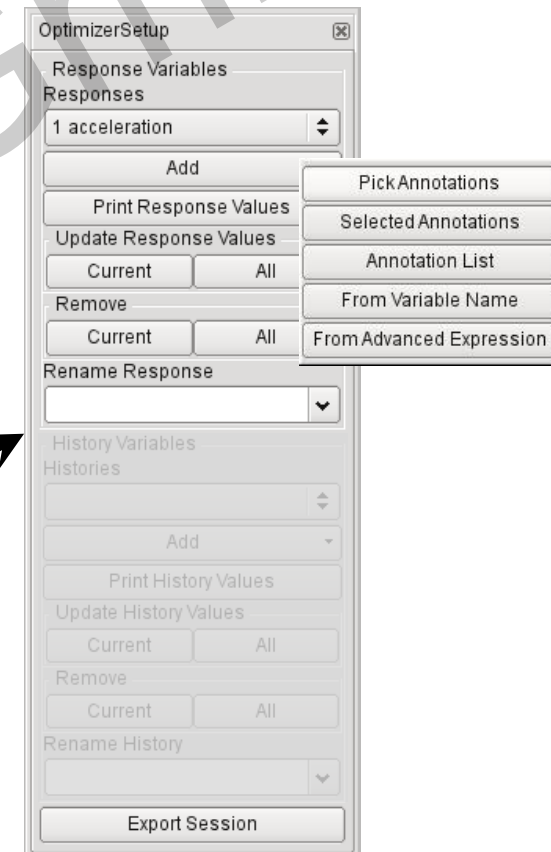 OptimizerSetup
Response Variables
Responses
1 acceleration
Add
Print Response Values
Update Response Values
Current All
Remove
Current All
Rename Response
PickAnnotations
Selected Annotations
Annotation List
From Variable Name
From Advanced Expression
History Variables
Histories
Add
Print History Values
Update History Values
Current All
Remove
Current All
Rename History
Export Session